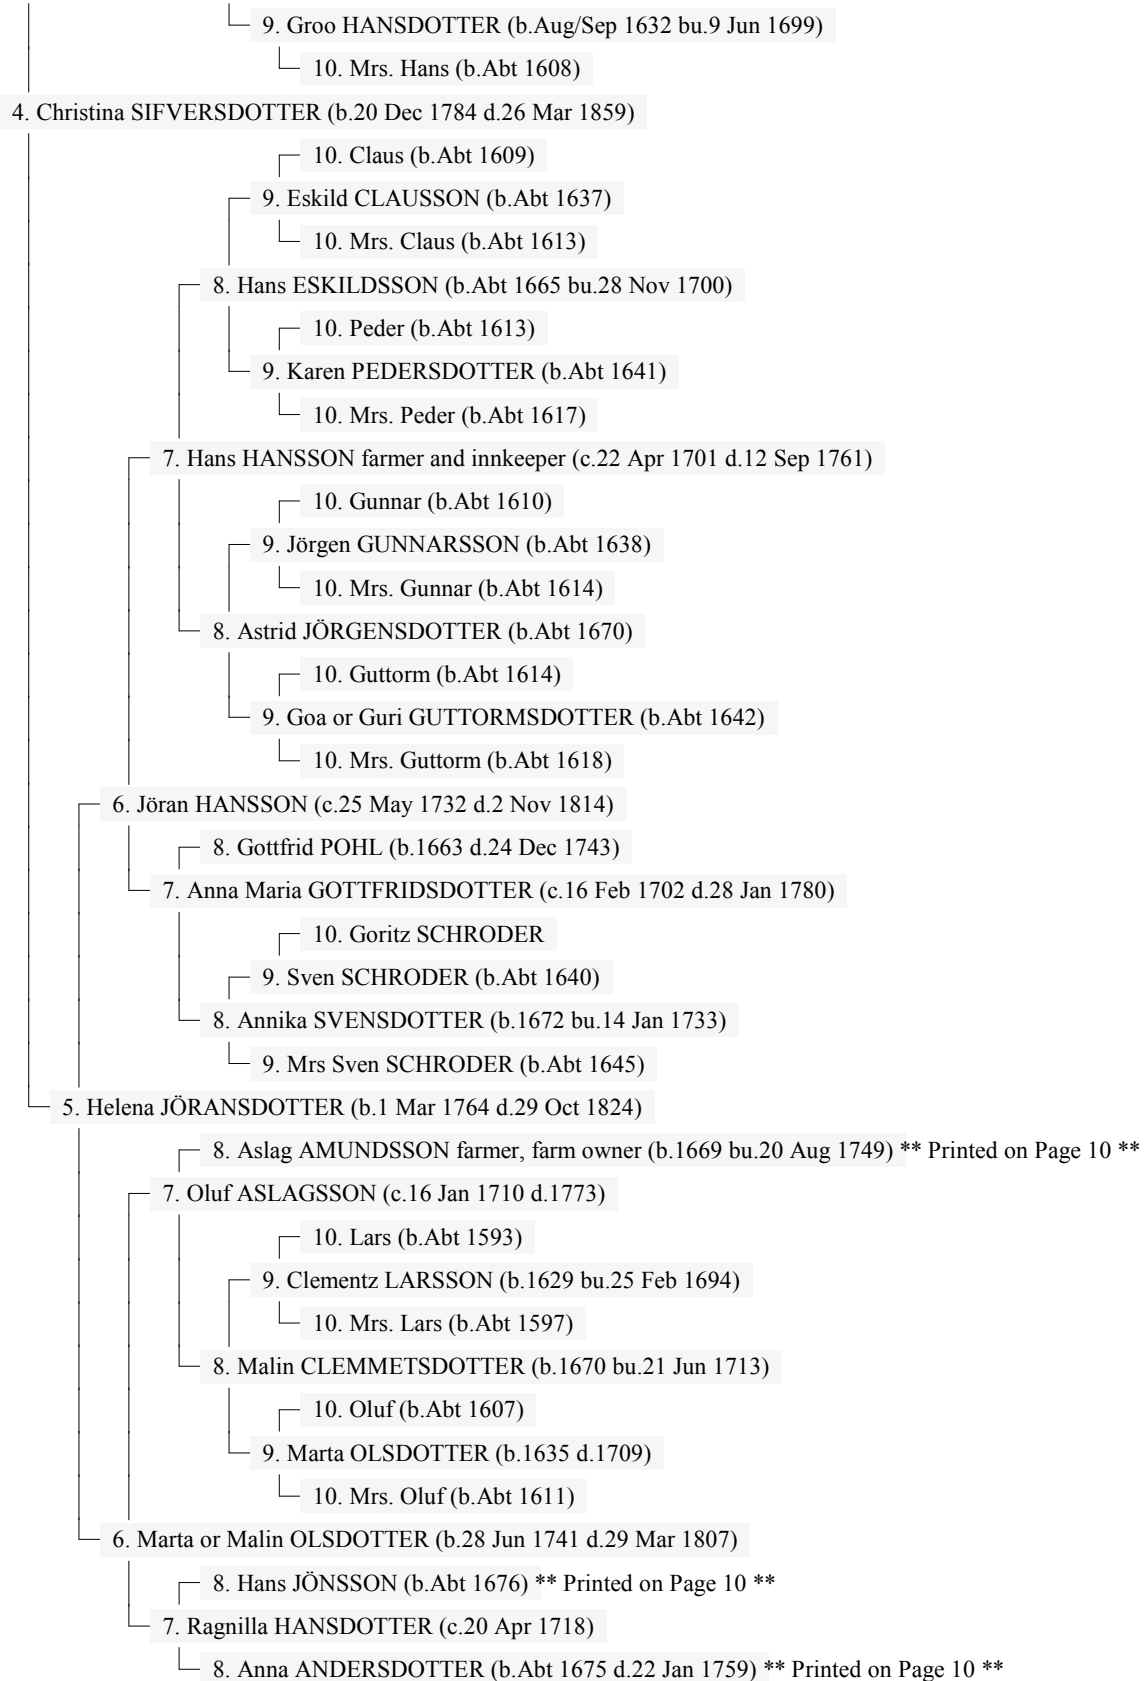 9. Groo HANSDOTTER (b.Aug/Sep 1632 bu.9 Jun 1699)
10. Mrs. Hans (b.Abt 1608)
4. Christina SIFVERSDOTTER (b.20 Dec 1784 d.26 Mar 1859)
10. Claus (b.Abt 1609)
9. Eskild CLAUSSON (b.Abt 1637)
10. Mrs. Claus (b.Abt 1613)
8. Hans ESKILDSSON (b.Abt 1665 bu.28 Nov 1700)
10. Peder (b.Abt 1613)
9. Karen PEDERSDOTTER (b.Abt 1641)
10. Mrs. Peder (b.Abt 1617)
7. Hans HANSSON farmer and innkeeper (c.22 Apr 1701 d.12 Sep 1761)
10. Gunnar (b.Abt 1610)
9. Jörgen GUNNARSSON (b.Abt 1638)
10. Mrs. Gunnar (b.Abt 1614)
8. Astrid JÖRGENSDOTTER (b.Abt 1670)
10. Guttorm (b.Abt 1614)
9. Goa or Guri GUTTORMSDOTTER (b.Abt 1642)
10. Mrs. Guttorm (b.Abt 1618)
6. Jöran HANSSON (c.25 May 1732 d.2 Nov 1814)
8. Gottfrid POHL (b.1663 d.24 Dec 1743)
7. Anna Maria GOTTFRIDSDOTTER (c.16 Feb 1702 d.28 Jan 1780)
10. Goritz SCHRODER
9. Sven SCHRODER (b.Abt 1640)
8. Annika SVENSDOTTER (b.1672 bu.14 Jan 1733)
9. Mrs Sven SCHRODER (b.Abt 1645)
5. Helena JÖRANSDOTTER (b.1 Mar 1764 d.29 Oct 1824)
8. Aslag AMUNDSSON farmer, farm owner (b.1669 bu.20 Aug 1749) ** Printed on Page 10 **
7. Oluf ASLAGSSON (c.16 Jan 1710 d.1773)
10. Lars (b.Abt 1593)
9. Clementz LARSSON (b.1629 bu.25 Feb 1694)
10. Mrs. Lars (b.Abt 1597)
8. Malin CLEMMETSDOTTER (b.1670 bu.21 Jun 1713)
10. Oluf (b.Abt 1607)
9. Marta OLSDOTTER (b.1635 d.1709)
10. Mrs. Oluf (b.Abt 1611)
6. Marta or Malin OLSDOTTER (b.28 Jun 1741 d.29 Mar 1807)
8. Hans JÖNSSON (b.Abt 1676) ** Printed on Page 10 **
7. Ragnilla HANSDOTTER (c.20 Apr 1718)
8. Anna ANDERSDOTTER (b.Abt 1675 d.22 Jan 1759) ** Printed on Page 10 **